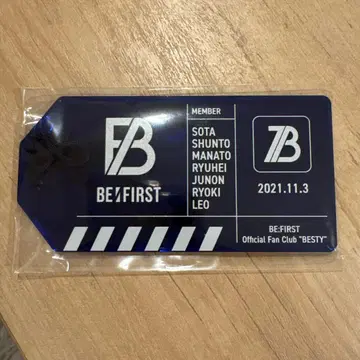 BE:FIRST
MEMBER
SOTA
SHUNTO
MANATO
RYUHEI
JUNON
RYOKI
LEO
7B
2021.11.3
BE:FIRST
Official Fan Club "BESTY"